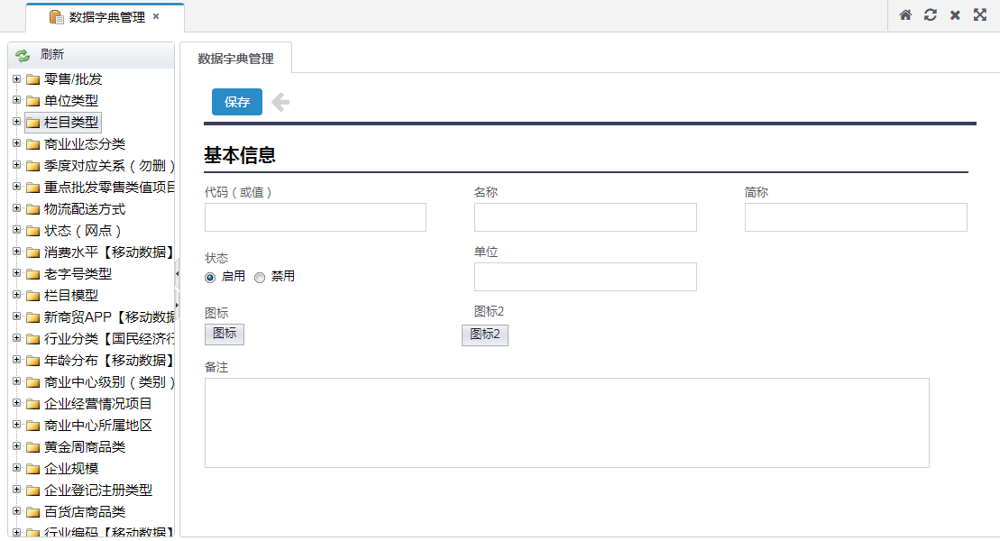 数据字典管理
刷新
零售/批发
单位类型
栏目类型
商业业态分类
季度对应关系（勿删）
重点批发零售类值项目
物流配送方式
状态（网点）
消费水平【移动数据】
老字号类型
栏目模型
新商贸APP【移动数据
行业分类【国民经济行
年龄分布【移动数据】
商业中心级别（类别）
企业经营情况项目
商业中心所属地区
黄金周商品类
企业规模
企业登记注册类型
百货店商品类
行业编码【移动数据】
数据字典管理
保存
基本信息
代码（或值） 名称 简称
状态 单位
启用 禁用
图标 图标2
图标 图标2
备注